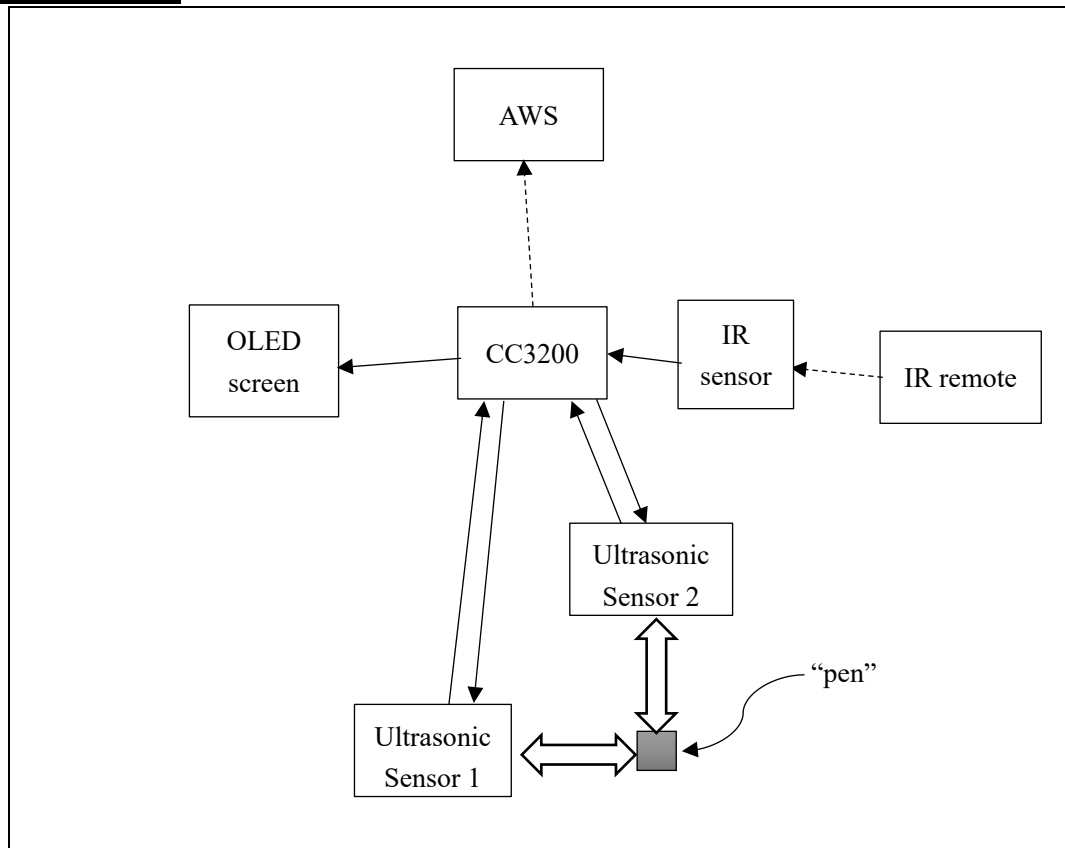 AWS
OLED
screen
CC3200
IR
sensor
IR remote
Ultrasonic
Sensor 2
“pen”
Ultrasonic
Sensor 1